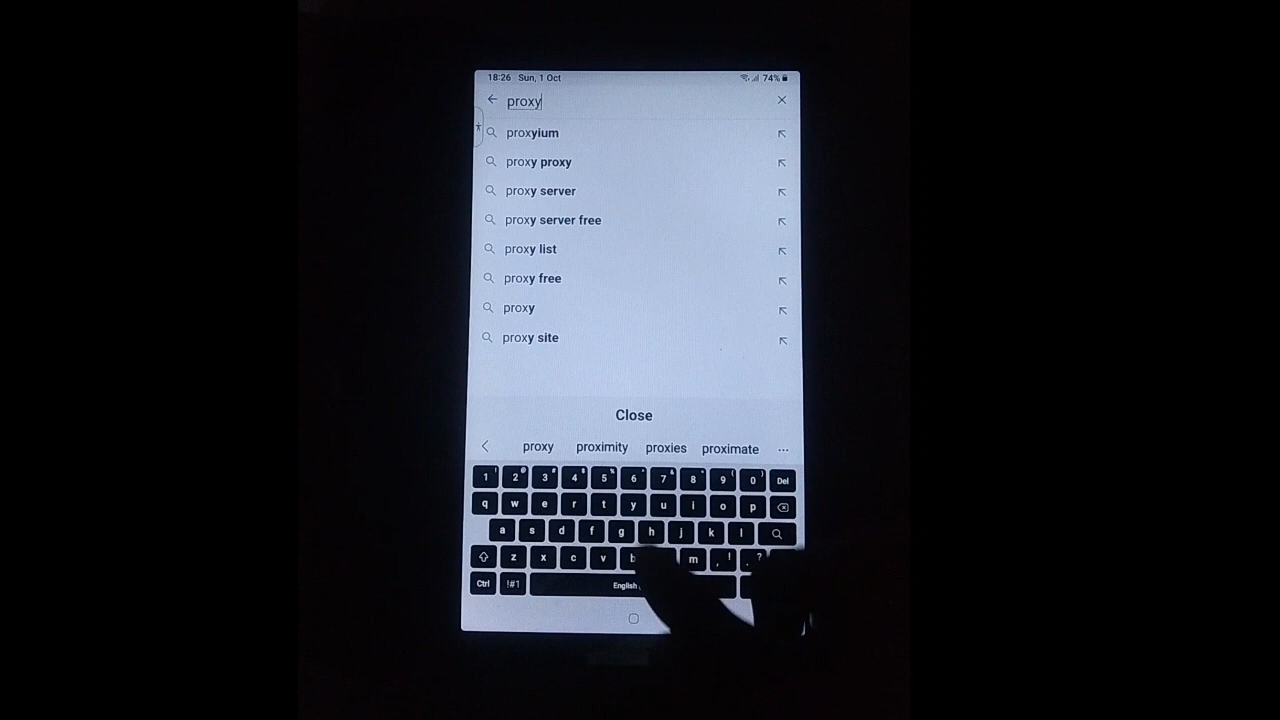 18:26 Sun, 1 Oct 74%
proxy
proxyium
proxy proxy
proxy server
proxy server free
proxy list
proxy free
proxy
proxy site
Close
proxy proximity proxies proximate ...
1 ! 2 @ 3 # 4 $ 5 % 6 ^ 7 & 8 * 9 ( 0 ) Del
q w e r t y u i o p
a s d f g h j k l
z x c v b m , ! . ?
Ctrl !#1 English